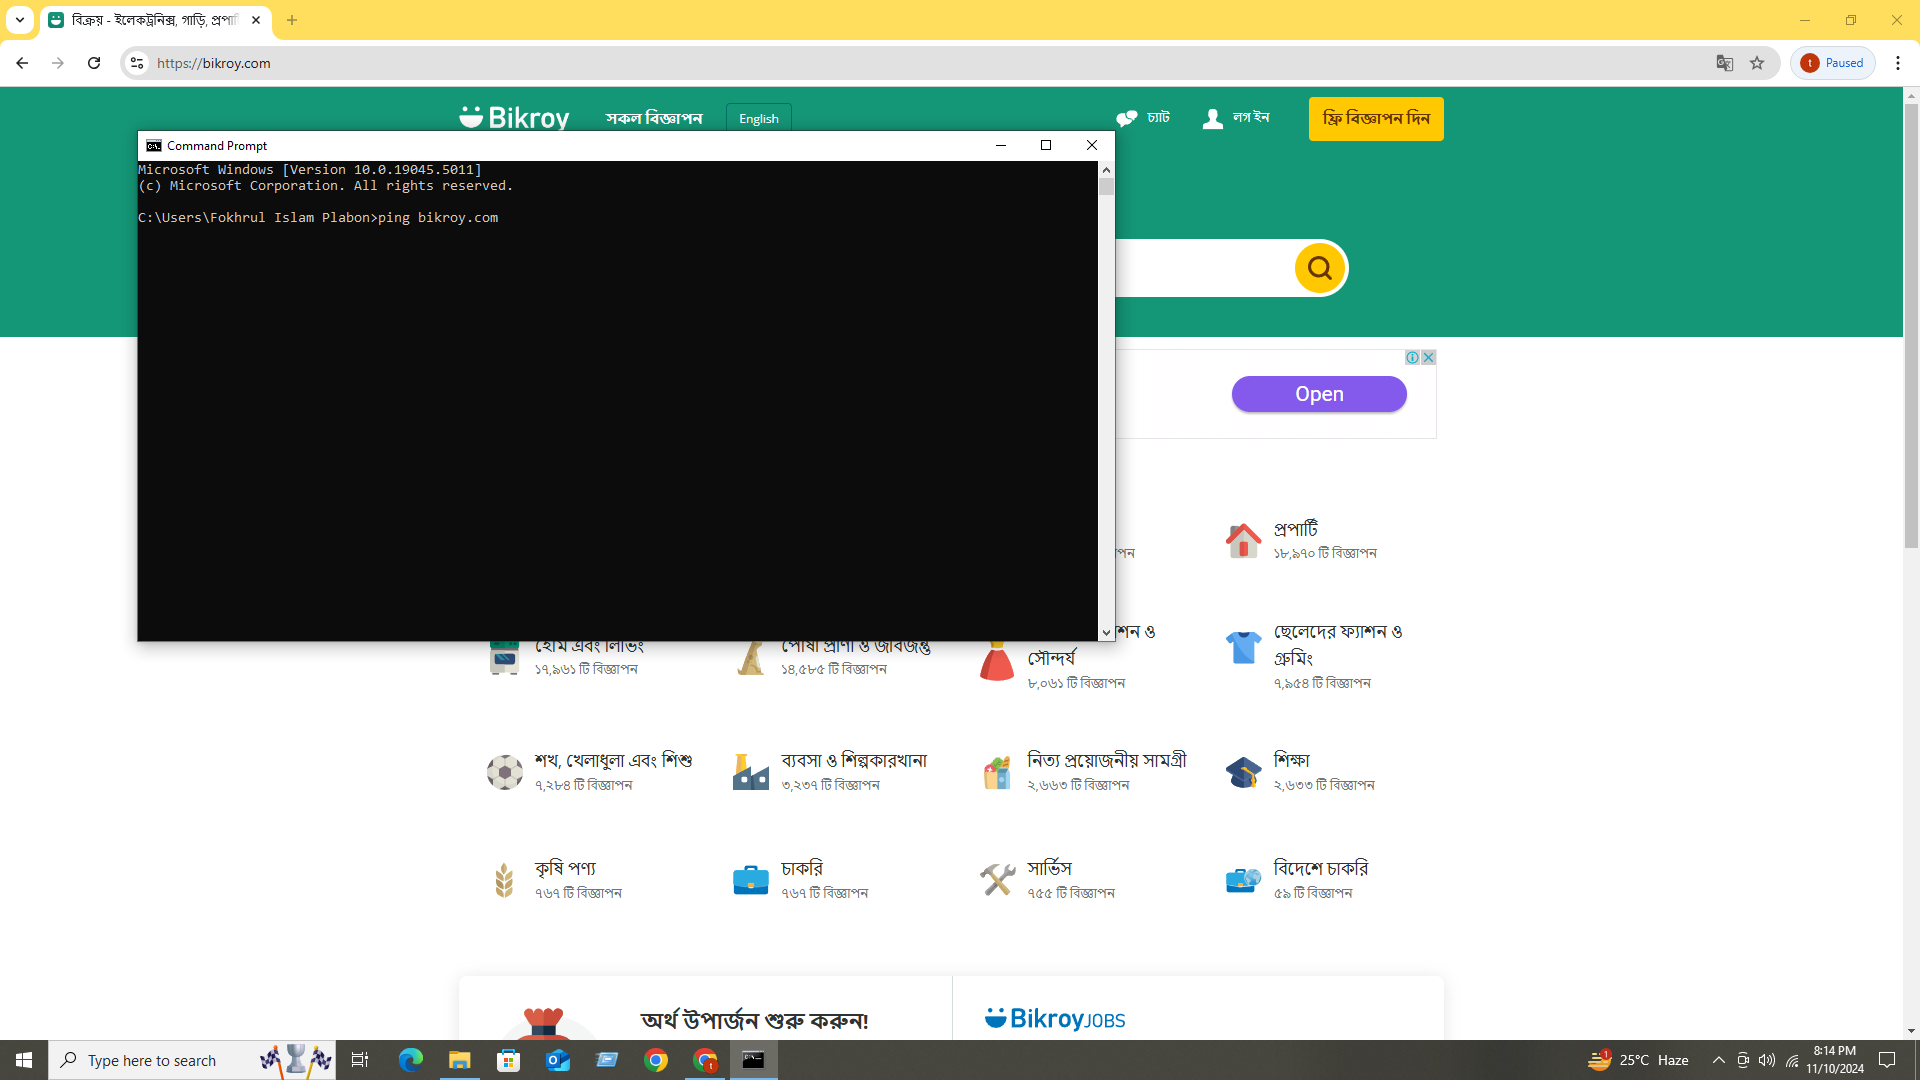 বিক্রয় - ইলেকট্রনিক্স, গাড়ি, প্রপার্টি
https://bikroy.com
t Paused
Bikroy সকল বিজ্ঞাপন English চ্যাট লগ ইন ফ্রি বিজ্ঞাপন দিন
Command Prompt
Microsoft Windows [Version 10.0.19045.5011]
(c) Microsoft Corporation. All rights reserved.
C:\Users\Fokhrul Islam Plabon>ping bikroy.com
Open
প্রপার্টি
১৮,৯৭০ টি বিজ্ঞাপন
হোম এবং লিভিং
১৭,৯৬১ টি বিজ্ঞাপন
পোষা প্রাণী ও জীবজন্তু
১৪,৫৮৫ টি বিজ্ঞাপন
সৌন্দর্য
৮,০৬১ টি বিজ্ঞাপন
ছেলেদের ফ্যাশন ও
গ্রুমিং
৭,৯৫৪ টি বিজ্ঞাপন
শখ, খেলাধুলা এবং শিশু
৭,২৮৪ টি বিজ্ঞাপন
ব্যবসা ও শিল্পকারখানা
৩,২৩৭ টি বিজ্ঞাপন
নিত্য প্রয়োজনীয় সামগ্রী
২,৬৬৩ টি বিজ্ঞাপন
শিক্ষা
২,৬৩৩ টি বিজ্ঞাপন
কৃষি পণ্য
৭৬৭ টি বিজ্ঞাপন
চাকরি
৭৬৭ টি বিজ্ঞাপন
সার্ভিস
৭৫৫ টি বিজ্ঞাপন
বিদেশে চাকরি
৫৯ টি বিজ্ঞাপন
অর্থ উপার্জন শুরু করুন!
BikroyJOBS
Type here to search
1 25°C Haze
8:14 PM
11/10/2024